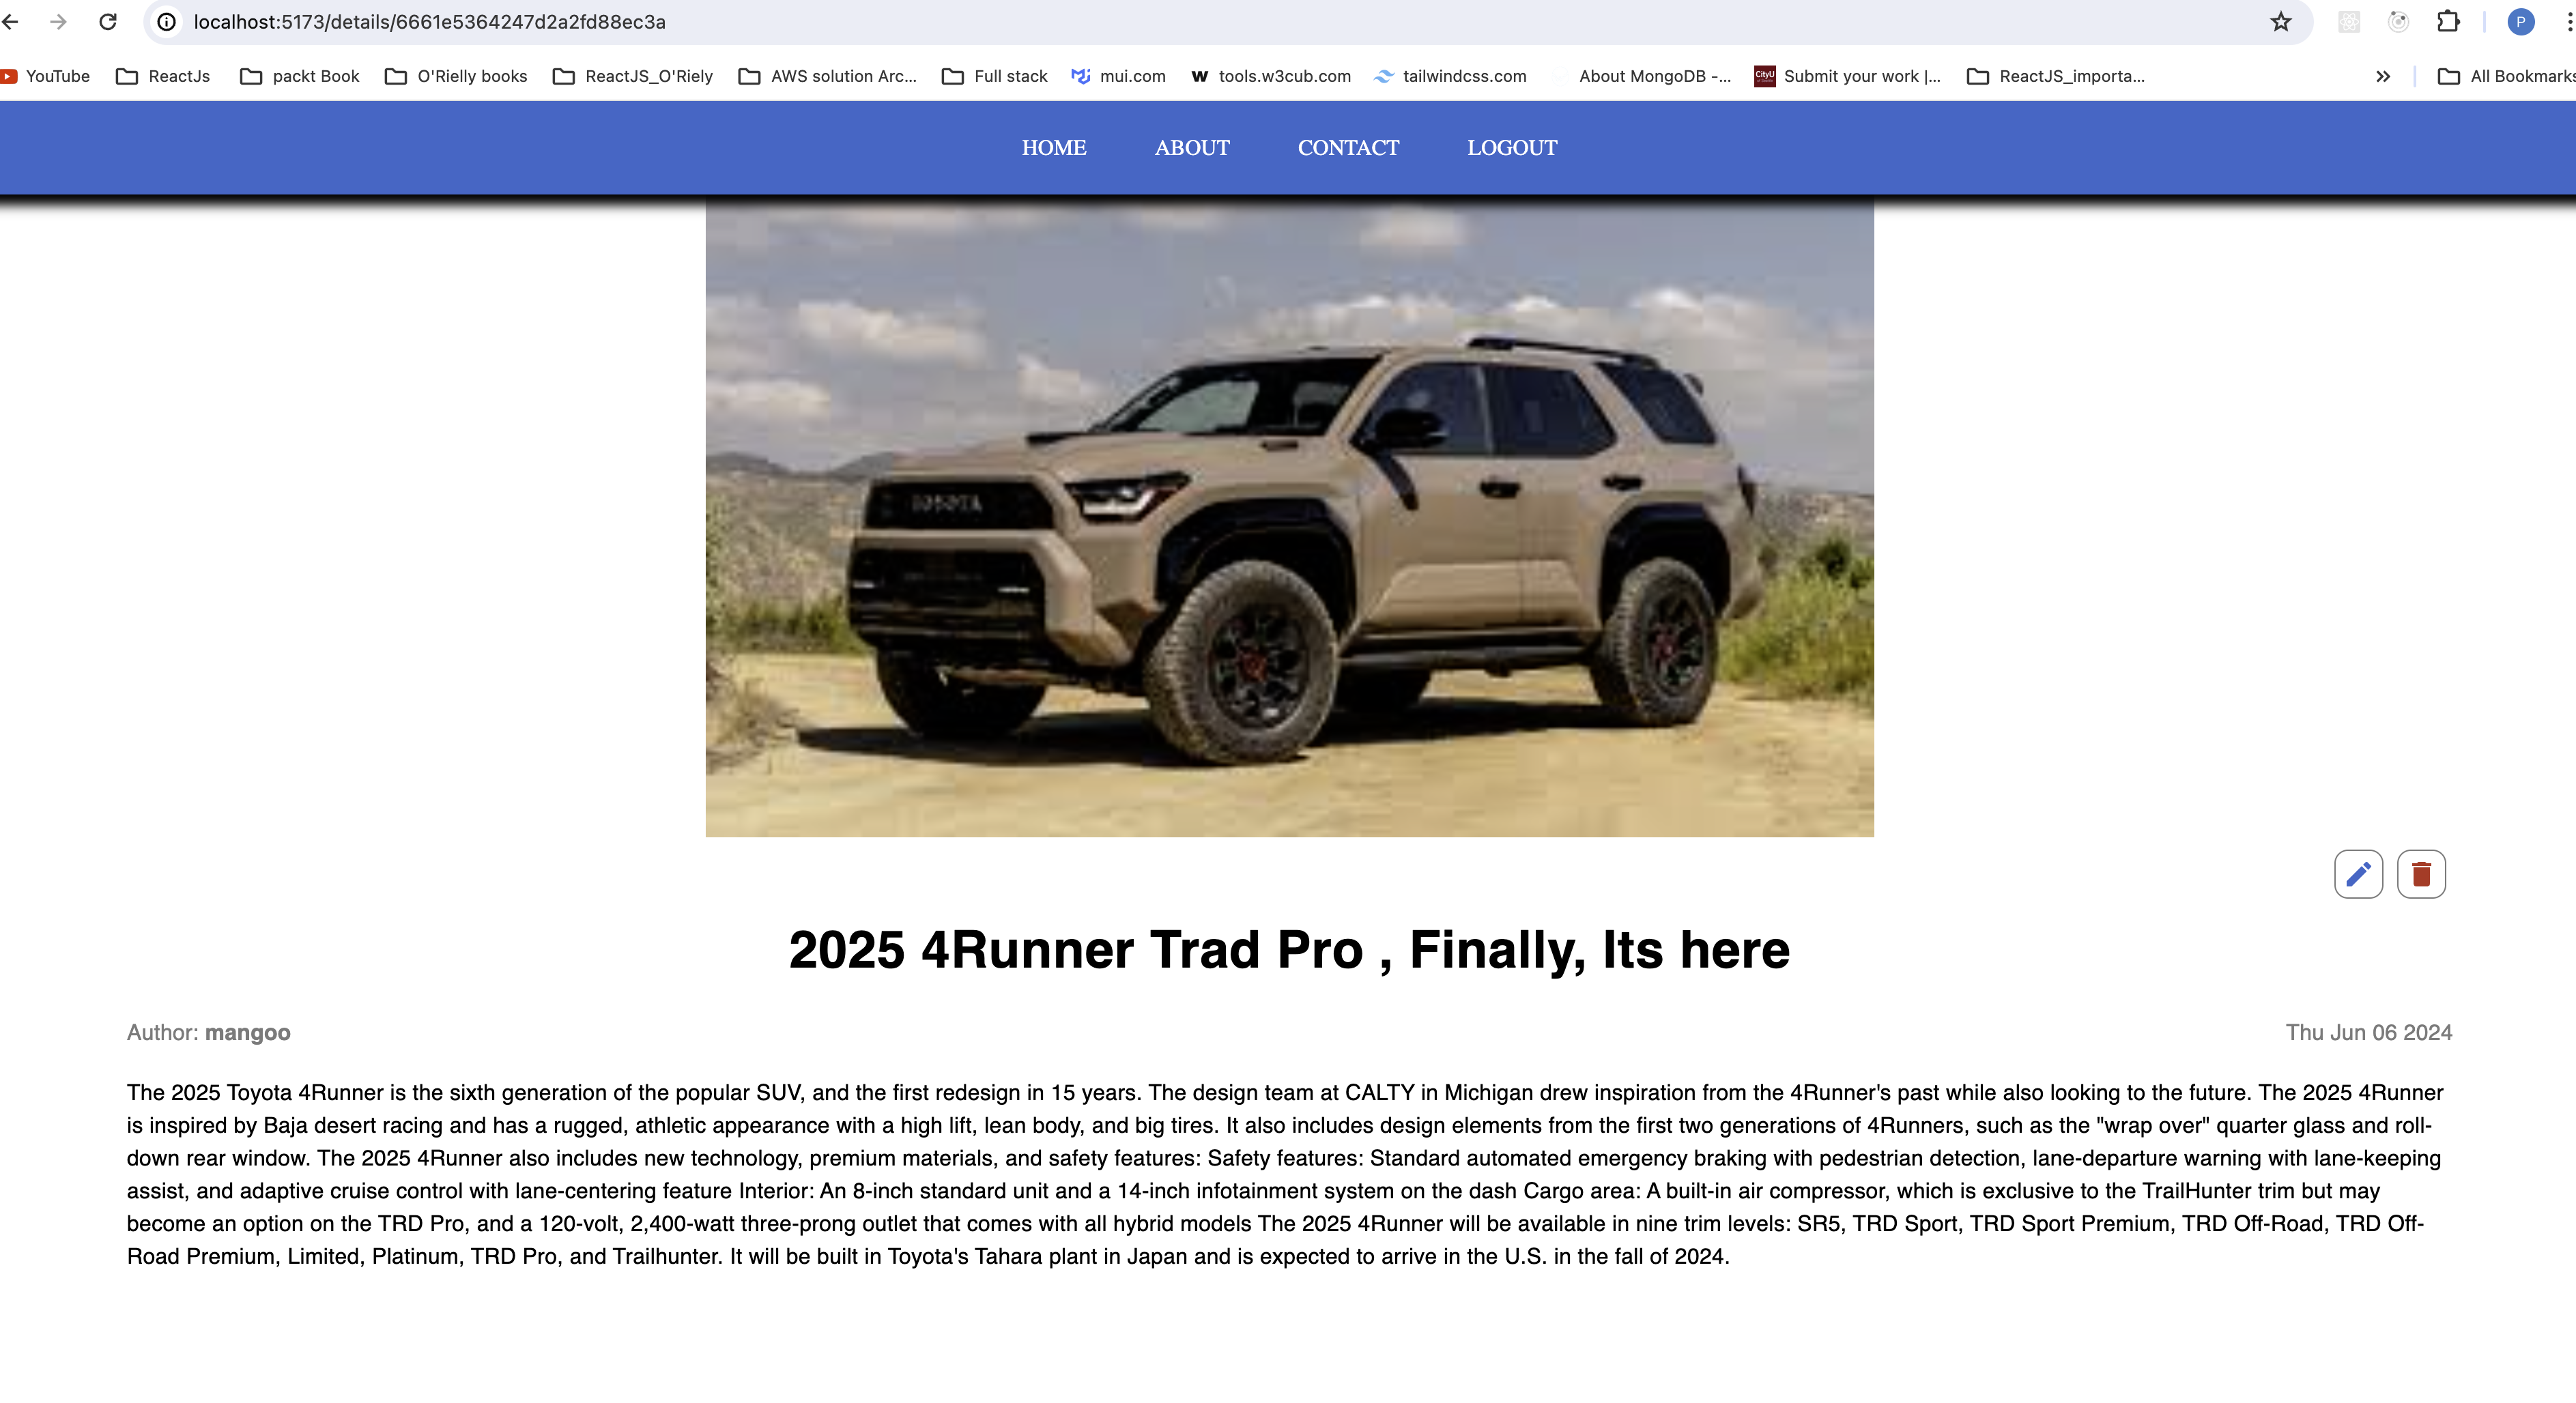 localhost:5173/details/6661e5364247d2a2fd88ec3a
P
YouTube ReactJs packt Book O'Rielly books ReactJS_O'Riely AWS solution Arc... Full stack mui.com tools.w3cub.com tailwindcss.com About MongoDB -... Submit your work |... ReactJS_importa... All Bookmarks
HOME ABOUT CONTACT LOGOUT
TOYOTA
2025 4Runner Trad Pro , Finally, Its here
Author: mangoo
Thu Jun 06 2024
The 2025 Toyota 4Runner is the sixth generation of the popular SUV, and the first redesign in 15 years. The design team at CALTY in Michigan drew inspiration from the 4Runner's past while also looking to the future. The 2025 4Runner
is inspired by Baja desert racing and has a rugged, athletic appearance with a high lift, lean body, and big tires. It also includes design elements from the first two generations of 4Runners, such as the "wrap over" quarter glass and roll-
down rear window. The 2025 4Runner also includes new technology, premium materials, and safety features: Safety features: Standard automated emergency braking with pedestrian detection, lane-departure warning with lane-keeping
assist, and adaptive cruise control with lane-centering feature Interior: An 8-inch standard unit and a 14-inch infotainment system on the dash Cargo area: A built-in air compressor, which is exclusive to the TrailHunter trim but may
become an option on the TRD Pro, and a 120-volt, 2,400-watt three-prong outlet that comes with all hybrid models The 2025 4Runner will be available in nine trim levels: SR5, TRD Sport, TRD Sport Premium, TRD Off-Road, TRD Off-
Road Premium, Limited, Platinum, TRD Pro, and Trailhunter. It will be built in Toyota's Tahara plant in Japan and is expected to arrive in the U.S. in the fall of 2024.